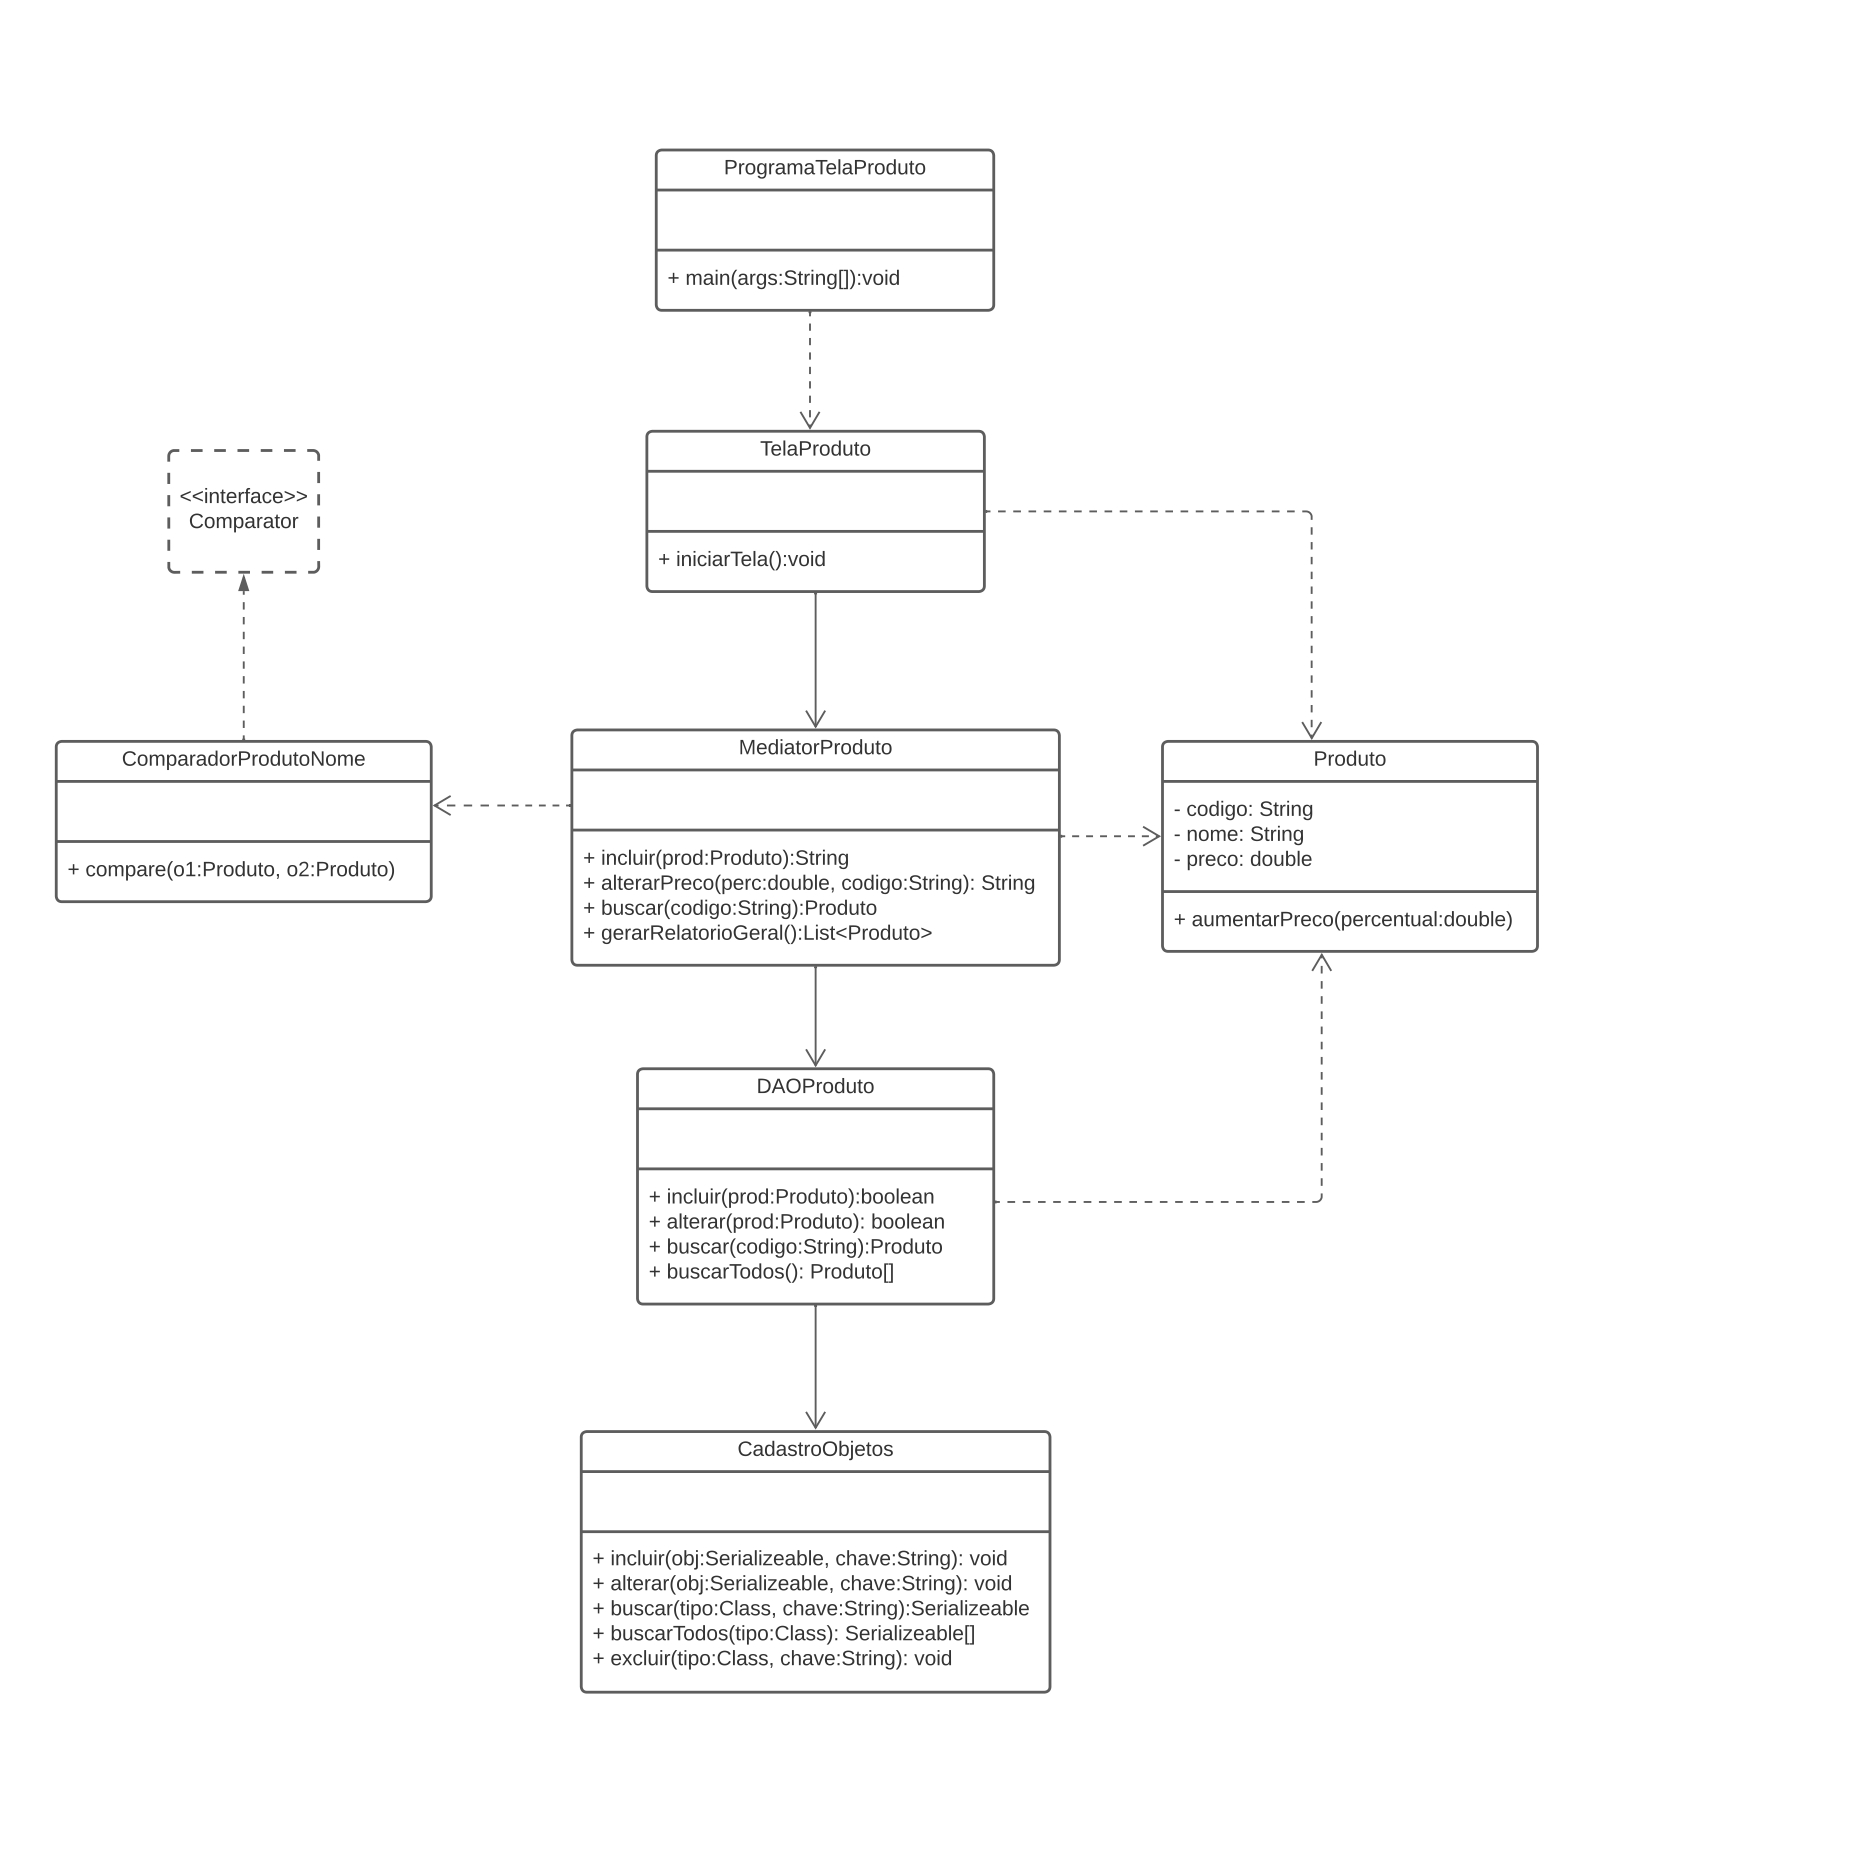 ProgramaTelaProduto
+ main(args:String[]):void
TelaProduto
+ iniciarTela():void
<<interface>>
Comparator
ComparadorProdutoNome
+ compare(o1:Produto, o2:Produto)
MediatorProduto
+ incluir(prod:Produto):String
+ alterarPreco(perc:double, codigo:String): String
+ buscar(codigo:String):Produto
+ gerarRelatorioGeral():List<Produto>
Produto
- codigo: String
- nome: String
- preco: double
+ aumentarPreco(percentual:double)
DAOProduto
+ incluir(prod:Produto):boolean
+ alterar(prod:Produto): boolean
+ buscar(codigo:String):Produto
+ buscarTodos(): Produto[]
CadastroObjetos
+ incluir(obj:Serializeable, chave:String): void
+ alterar(obj:Serializeable, chave:String): void
+ buscar(tipo:Class, chave:String):Serializeable
+ buscarTodos(tipo:Class): Serializeable[]
+ excluir(tipo:Class, chave:String): void